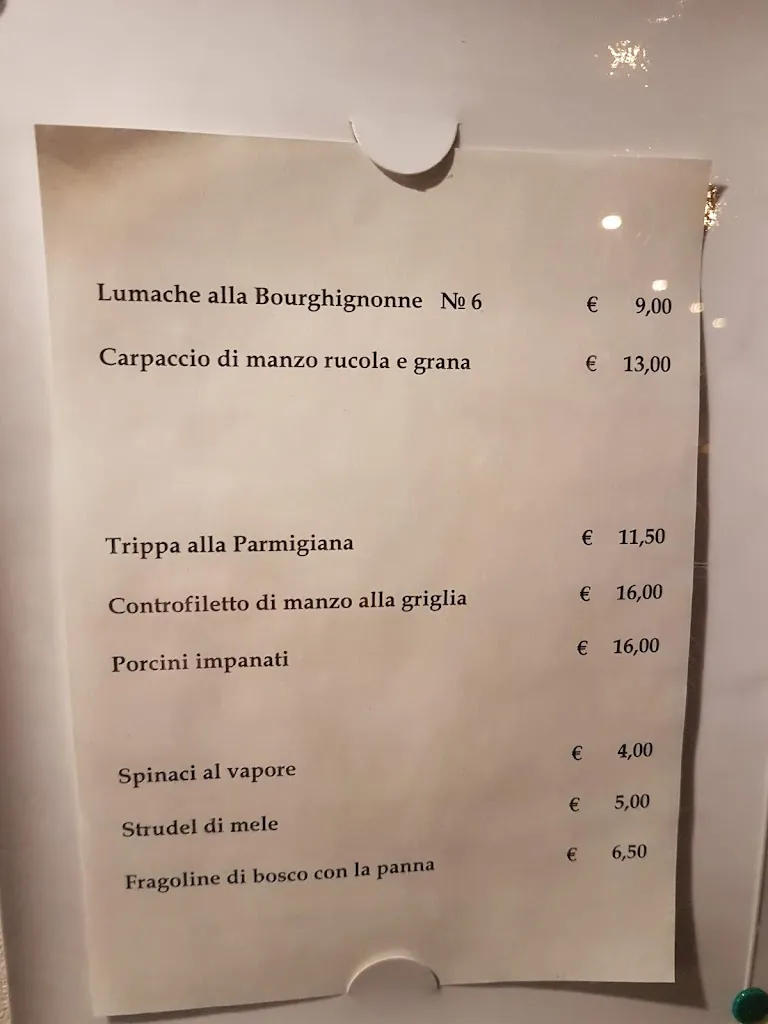 Lumache alla Bourghignonne № 6 € 9,00
Carpaccio di manzo rucola e grana € 13,00
Trippa alla Parmigiana € 11,50
Controfiletto di manzo alla griglia € 16,00
Porcini impanati € 16,00
Spinaci al vapore € 4,00
Strudel di mele € 5,00
Fragoline di bosco con la panna € 6,50